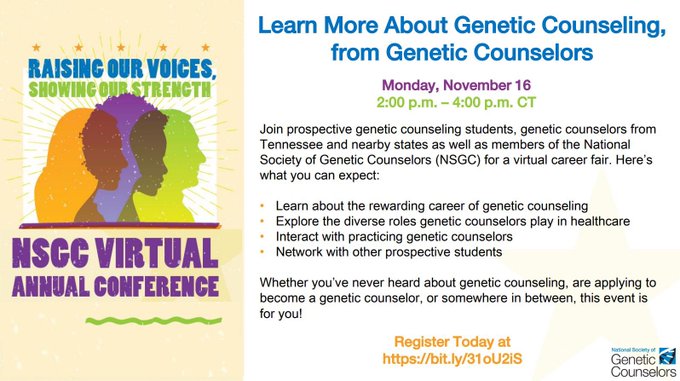 RAISING OUR VOICES,
SHOWING OUR STRENGTH
NSGC VIRTUAL
ANNUAL CONFERENCE
Learn More About Genetic Counseling,
from Genetic Counselors
Monday, November 16
2:00 p.m. – 4:00 p.m. CT
Join prospective genetic counseling students, genetic counselors from
Tennessee and nearby states as well as members of the National
Society of Genetic Counselors (NSGC) for a virtual career fair. Here's
what you can expect:
• Learn about the rewarding career of genetic counseling
• Explore the diverse roles genetic counselors play in healthcare
• Interact with practicing genetic counselors
• Network with other prospective students
Whether you've never heard about genetic counseling, are applying to
become a genetic counselor, or somewhere in between, this event is
for you!
Register Today at
https://bit.ly/31oU2iS
National Society of
Genetic
Counselors